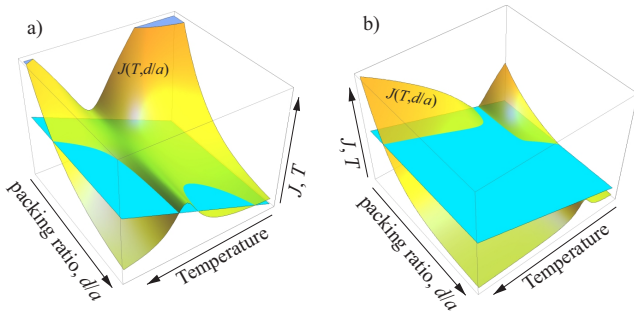 a)
J(T,d/a)
J, T
packing ratio, d/a
Temperature
b)
J(T,d/a)
J, T
packing ratio, d/a
Temperature